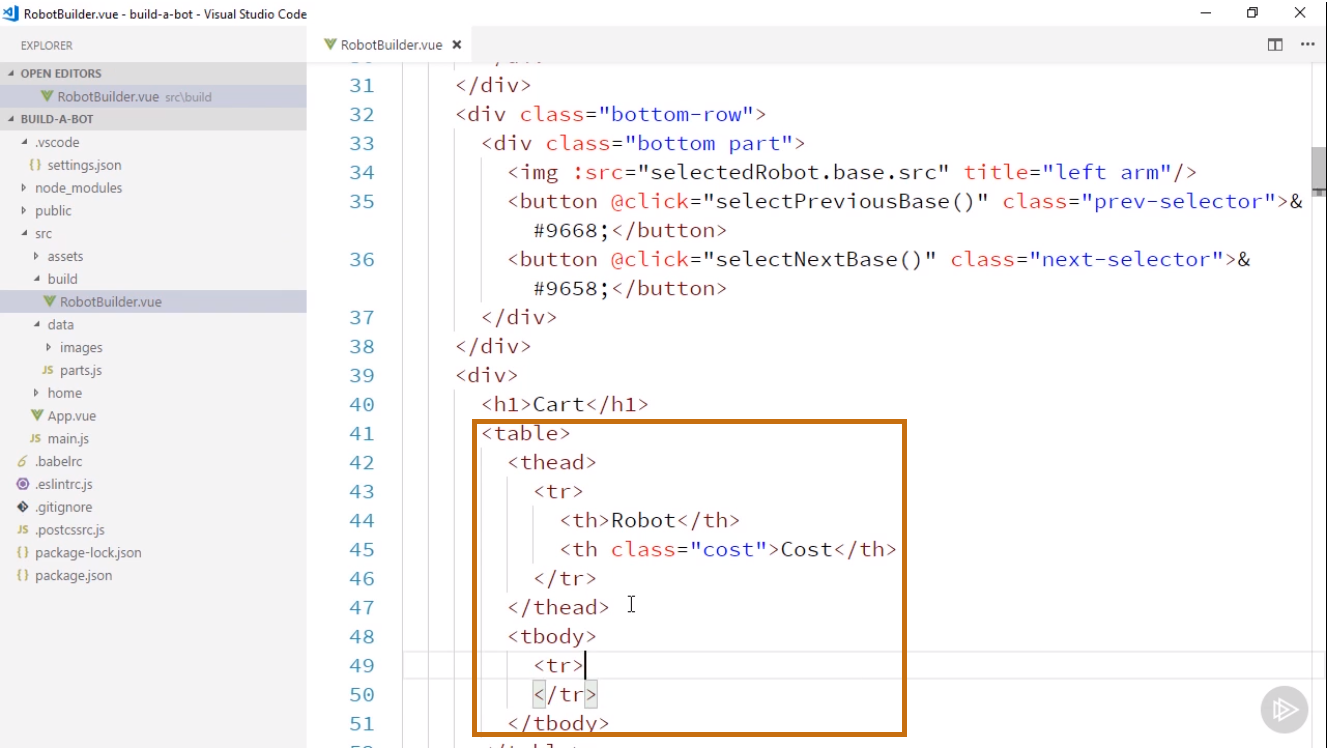 RobotBuilder.vue - build-a-bot - Visual Studio Code
EXPLORER
OPEN EDITORS
RobotBuilder.vue src\build
BUILD-A-BOT
.vscode
{} settings.json
node_modules
public
src
assets
build
RobotBuilder.vue
data
images
JS parts.js
home
App.vue
JS main.js
.babelrc
.eslintrc.js
.gitignore
JS .postcssrc.js
{} package-lock.json
{} package.json
RobotBuilder.vue
31 </div>
32 <div class="bottom-row">
33 <div class="bottom part">
34 <img :src="selectedRobot.base.src" title="left arm"/>
35 <button @click="selectPreviousBase()" class="prev-selector">&
#9668;</button>
36 <button @click="selectNextBase()" class="next-selector">&
#9658;</button>
37 </div>
38 </div>
39 <div>
40 <h1>Cart</h1>
41 <table>
42 <thead>
43 <tr>
44 <th>Robot</th>
45 <th class="cost">Cost</th>
46 </tr>
47 </thead>
48 <tbody>
49 <tr>
50 </tr>
51 </tbody>